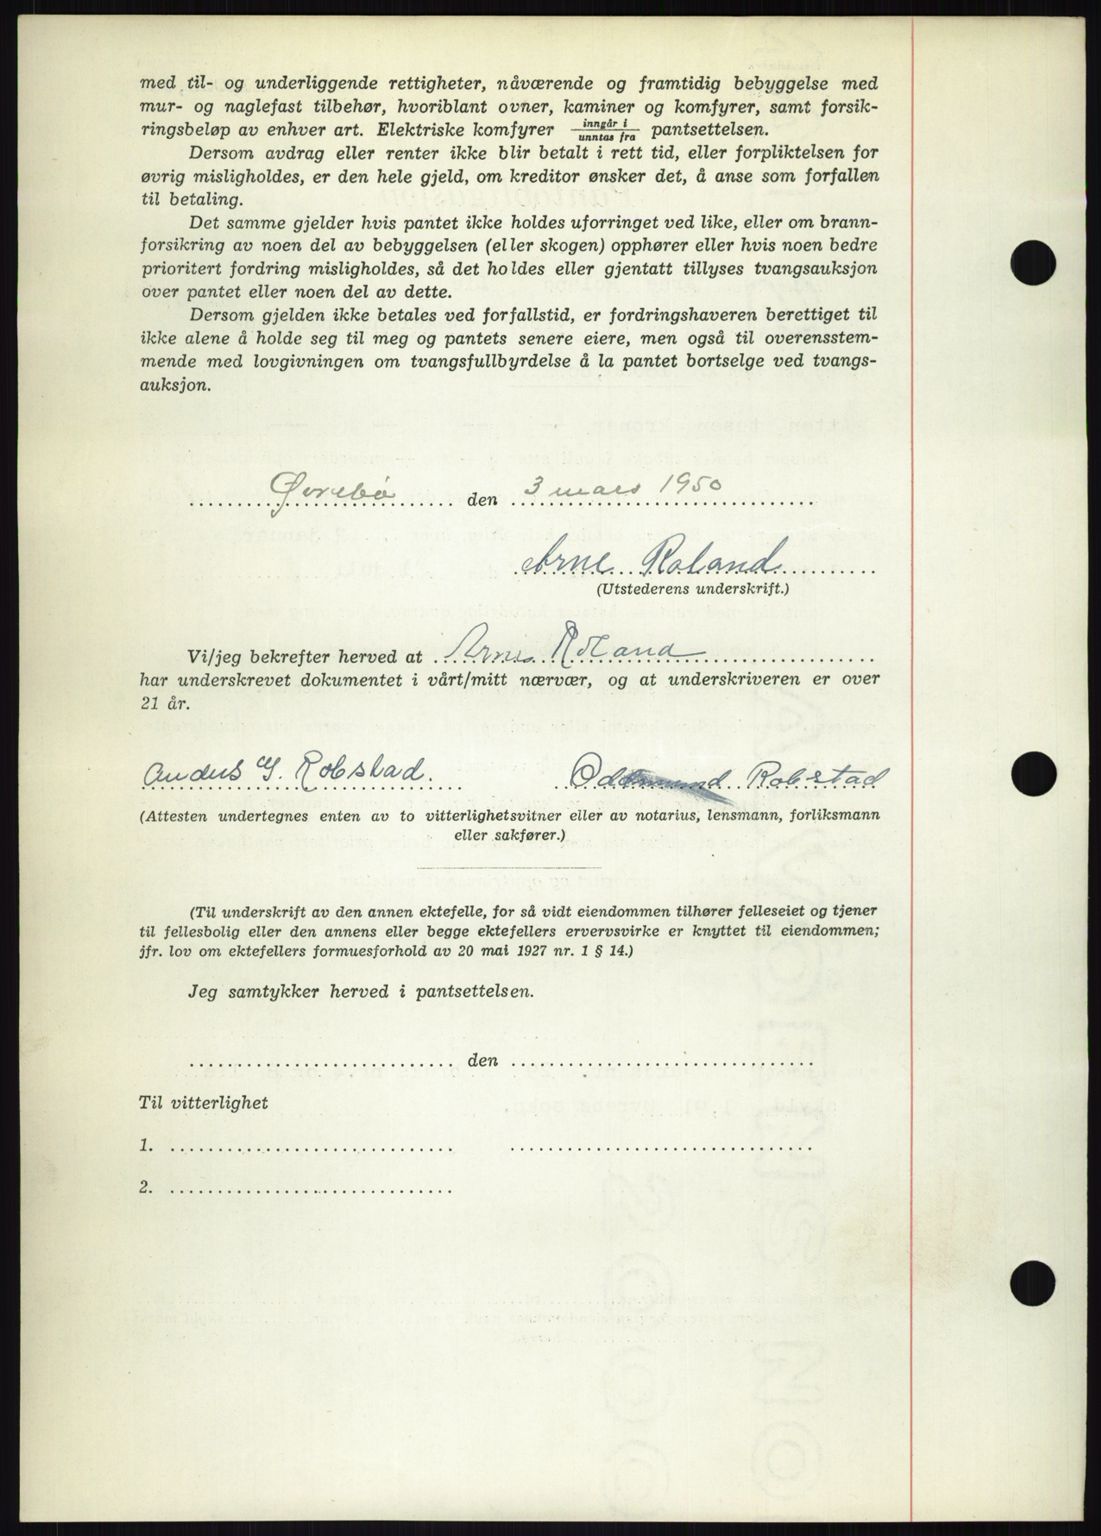 med til- og underliggende rettigheter, nåværende og framtidig bebyggelse med
mur- og naglefast tilbehør, hvoriblant ovner, kaminer og komfyrer, samt forsik-
ringsbeløp av enhver art. Elektriske komfyrer inngår i / unntas fra pantsettelsen.
Dersom avdrag eller renter ikke blir betalt i rett tid, eller forpliktelsen for
øvrig misligholdes, er den hele gjeld, om kreditor ønsker det, å anse som forfallen
til betaling.
Det samme gjelder hvis pantet ikke holdes uforringet ved like, eller om brann-
forsikring av noen del av bebyggelsen (eller skogen) opphører eller hvis noen bedre
prioritert fordring misligholdes, så det holdes eller gjentatt tillyses tvangsauksjon
over pantet eller noen del av dette.
Dersom gjelden ikke betales ved forfallstid, er fordringshaveren berettiget til
ikke alene å holde seg til meg og pantets senere eiere, men også til overensstem-
mende med lovgivningen om tvangsfullbyrdelse å la pantet bortselge ved tvangs-
auksjon.
Øvrebø den 3 mars 1950
Arne Roland
(Utstederens underskrift.)
Vi/jeg bekrefter herved at Arne Roland
har underskrevet dokumentet i vårt/mitt nærvær, og at underskriveren er over
21 år.
Anders G. Robstad. Oddmund Robstad
(Attesten undertegnes enten av to vitterlighetsvitner eller av notarius, lensmann, forliksmann
eller sakfører.)
(Til underskrift av den annen ektefelle, for så vidt eiendommen tilhører felleseiet og tjener
til fellesbolig eller den annens eller begge ektefellers ervervsvirke er knyttet til eiendommen;
jfr. lov om ektefellers formuesforhold av 20 mai 1927 nr. 1 § 14.)
Jeg samtykker herved i pantsettelsen.
den
Til vitterlighet
1.
2.